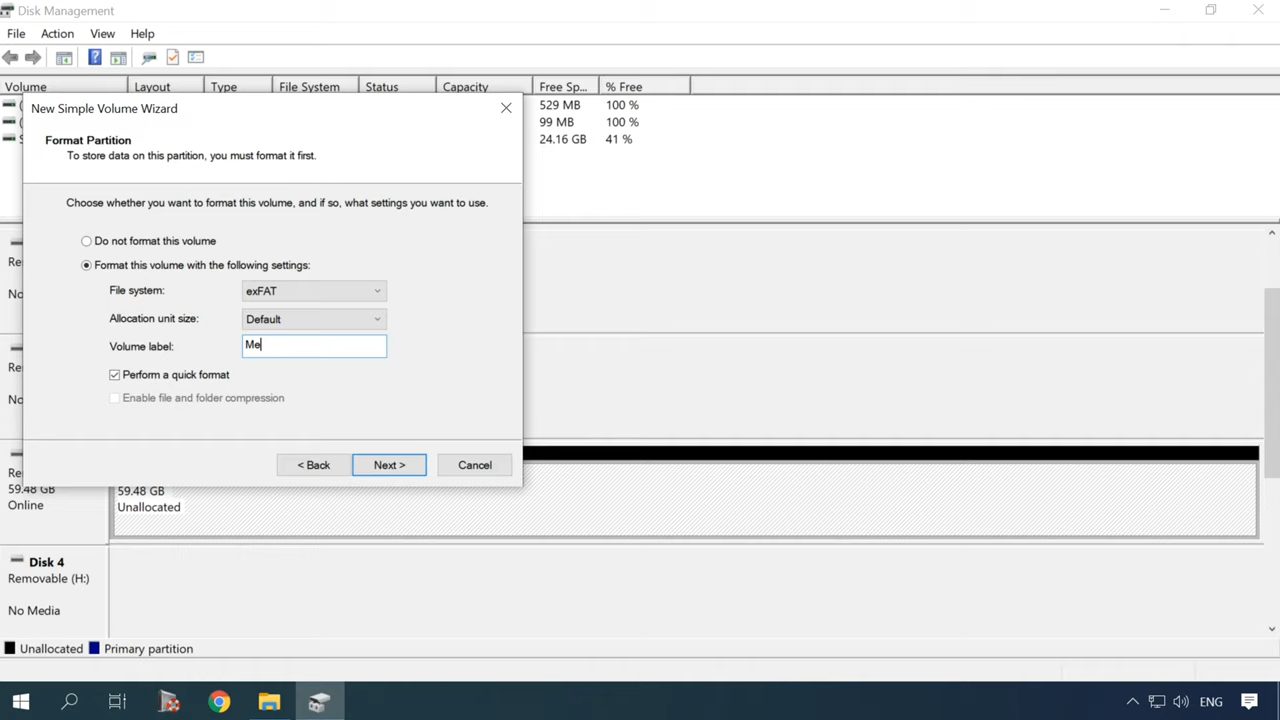 Disk Management
File Action View Help
Volume Layout Type File System Status Capacity Free Sp... % Free
529 MB 100 %
99 MB 100 %
24.16 GB 41 %
New Simple Volume Wizard
Format Partition
To store data on this partition, you must format it first.
Choose whether you want to format this volume, and if so, what settings you want to use.
Do not format this volume
Format this volume with the following settings:
File system: exFAT
Allocation unit size: Default
Volume label: Me
Perform a quick format
Enable file and folder compression
< Back Next > Cancel
59.48 GB
Online
59.48 GB
Unallocated
Disk 4
Removable (H:)
No Media
Unallocated Primary partition
ENG